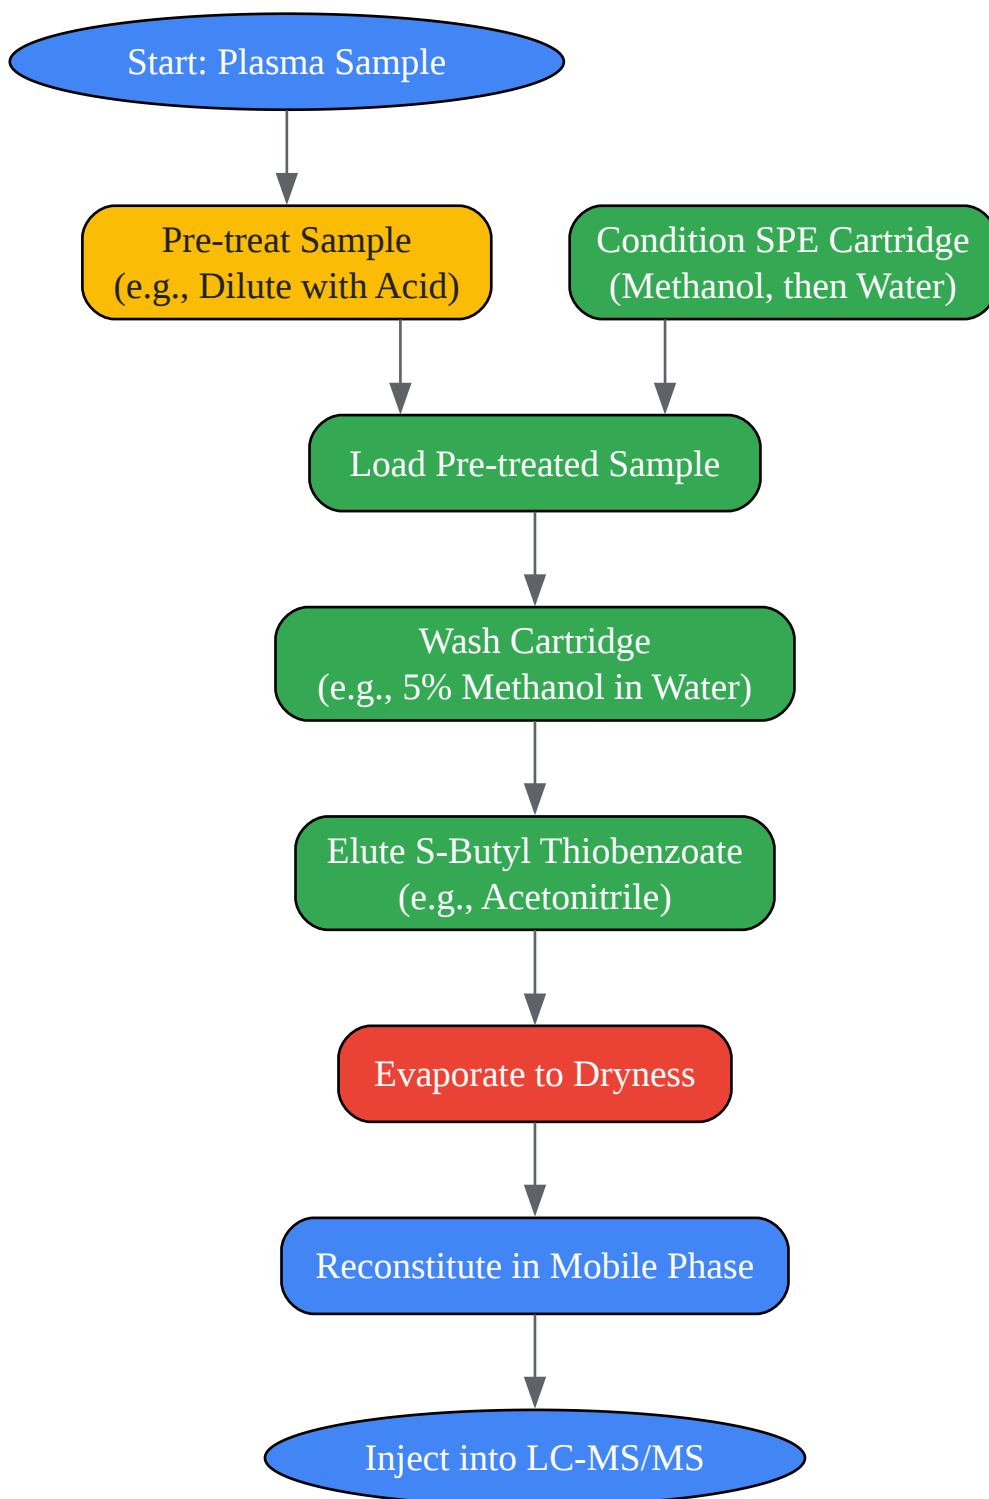 Start: Plasma Sample
Pre-treat Sample
(e.g., Dilute with Acid)
Condition SPE Cartridge
(Methanol, then Water)
Load Pre-treated Sample
Wash Cartridge
(e.g., 5% Methanol in Water)
Elute S-Butyl Thiobenzoate
(e.g., Acetonitrile)
Evaporate to Dryness
Reconstitute in Mobile Phase
Inject into LC-MS/MS